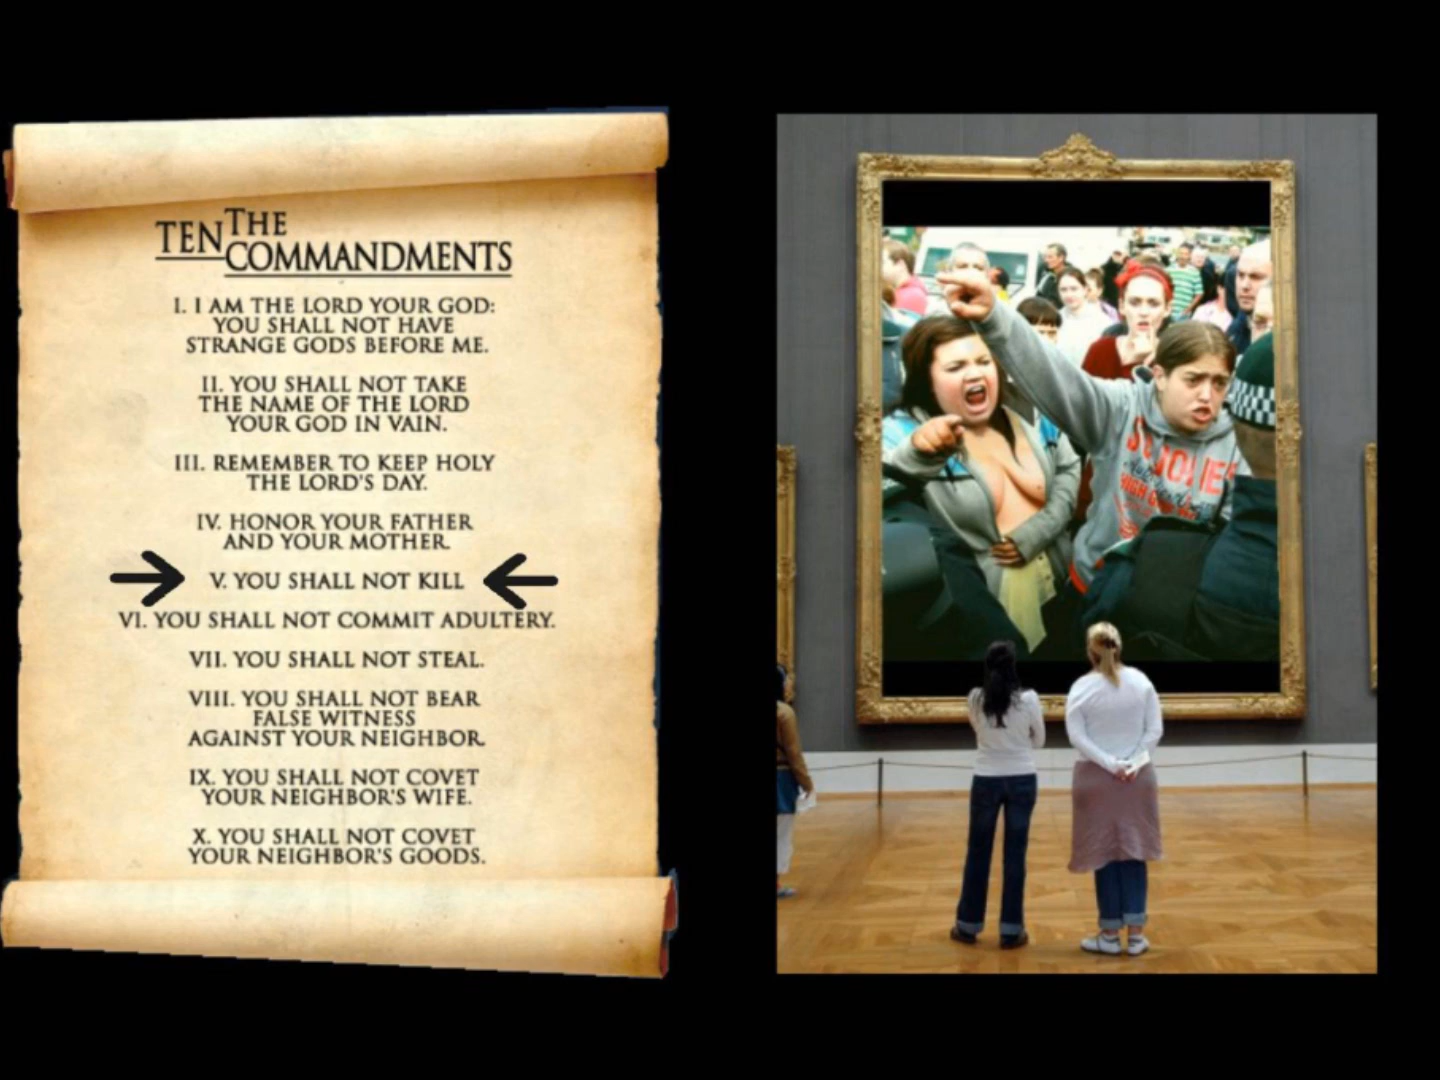 THE
TEN COMMANDMENTS
I. I AM THE LORD YOUR GOD:
YOU SHALL NOT HAVE
STRANGE GODS BEFORE ME.
II. YOU SHALL NOT TAKE
THE NAME OF THE LORD
YOUR GOD IN VAIN.
III. REMEMBER TO KEEP HOLY
THE LORD'S DAY.
IV. HONOR YOUR FATHER
AND YOUR MOTHER.
V. YOU SHALL NOT KILL
VI. YOU SHALL NOT COMMIT ADULTERY.
VII. YOU SHALL NOT STEAL.
VIII. YOU SHALL NOT BEAR
FALSE WITNESS
AGAINST YOUR NEIGHBOR.
IX. YOU SHALL NOT COVET
YOUR NEIGHBOR'S WIFE.
X. YOU SHALL NOT COVET
YOUR NEIGHBOR'S GOODS.
HIGH